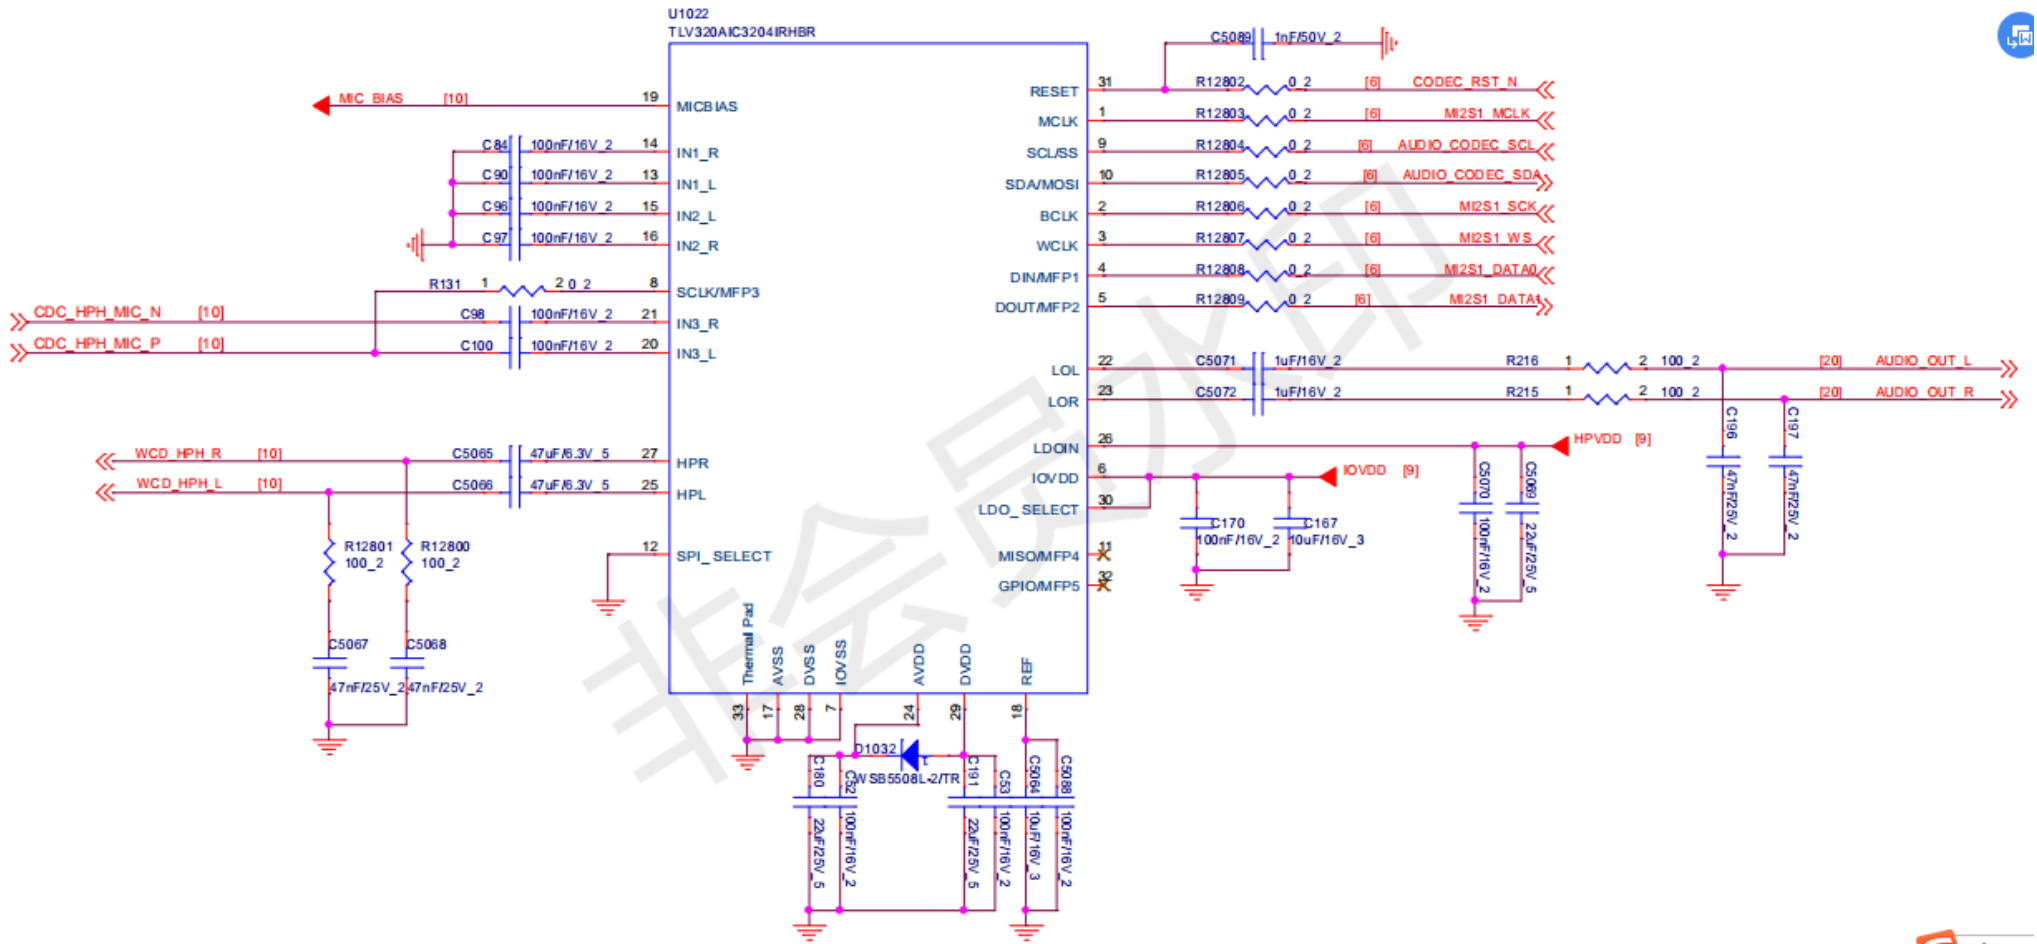 U1022
TLV320AIC3204IRHBR
MIC_BIAS [10] 19 MICBIAS
C84 100nF/16V_2 14 IN1_R
C90 100nF/16V_2 13 IN1_L
C96 100nF/16V_2 15 IN2_L
C97 100nF/16V_2 16 IN2_R
R131 1 2 0_2 8 SCLK/MFP3
CDC_HPH_MIC_N [10] C98 100nF/16V_2 21 IN3_R
CDC_HPH_MIC_P [10] C100 100nF/16V_2 20 IN3_L
WCD_HPH_R [10] C5065 47uF/6.3V_5 27 HPR
WCD_HPH_L [10] C5066 47uF/6.3V_5 25 HPL
R12801 R12800
100_2 100_2
12 SPI_SELECT
C5067 C5068
47nF/25V_2 47nF/25V_2
C5089 1nF/50V_2
RESET 31 R12802 0_2 [6] CODEC_RST_N
MCLK 1 R12803 0_2 [6] MI2S1_MCLK
SCL/SS 9 R12804 0_2 [6] AUDIO_CODEC_SCL
SDA/MOSI 10 R12805 0_2 [6] AUDIO_CODEC_SDA
BCLK 2 R12806 0_2 [6] MI2S1_SCK
WCLK 3 R12807 0_2 [6] MI2S1_WS
DIN/MFP1 4 R12808 0_2 [6] MI2S1_DATA0
DOUT/MFP2 5 R12809 0_2 [6] MI2S1_DATA1
LOL 22 C5071 1uF/16V_2 R216 1 2 100_2 [20] AUDIO_OUT_L
LOR 23 C5072 1uF/16V_2 R215 1 2 100_2 [20] AUDIO_OUT_R
LDOIN 26 HPVDD [9]
IOVDD 6 IOVDD [9]
LDO_SELECT 30
C170 C167
100nF/16V_2 10uF/16V_3
MISO/MFP4 11
GPIO/MFP5 32
C5070 100nF/16V_2
C5069 22uF/25V_5
C196 47nF/25V_2
C197 47nF/25V_2
Thermal Pad 33
AVSS 17
DVSS 28
IOVSS 7
AVDD 24
DVDD 29
REF 18
D1032
WSB5508L-2/TR
C180 22uF/25V_5
C52 100nF/16V_2
C191 22uF/25V_5
C53 100nF/16V_2
C5064 10uF/16V_3
C5088 100nF/16V_2
非会员水印